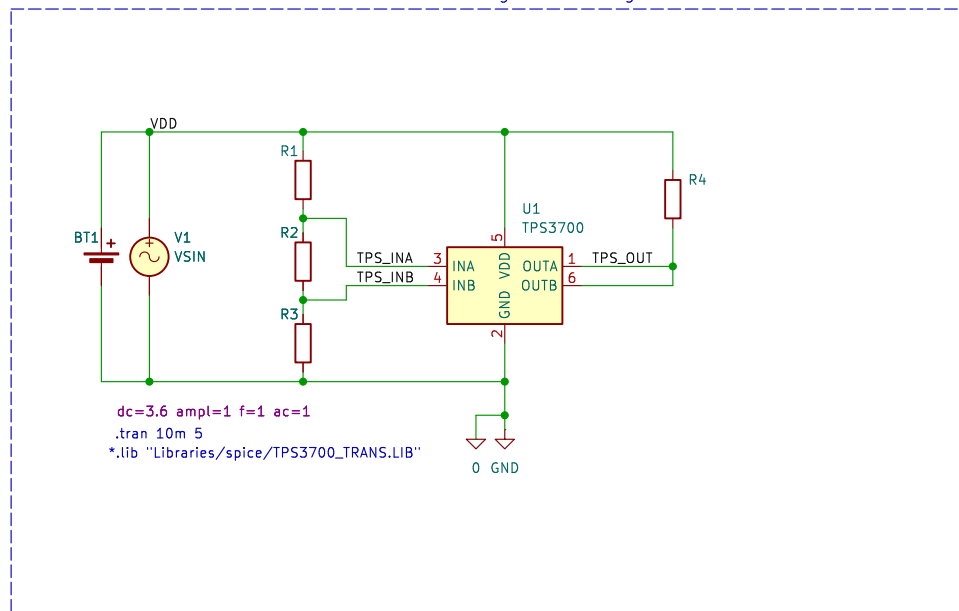 VDD
R1
R4
U1
TPS3700
BT1
+
V1
VSIN
R2
R3
TPS_INA
TPS_INB
3
4
INA
INB
5
VDD
GND
2
OUTA
OUTB
1
6
TPS_OUT
dc=3.6 ampl=1 f=1 ac=1
.tran 10m 5
*.lib "Libraries/spice/TPS3700_TRANS.LIB"
0 GND